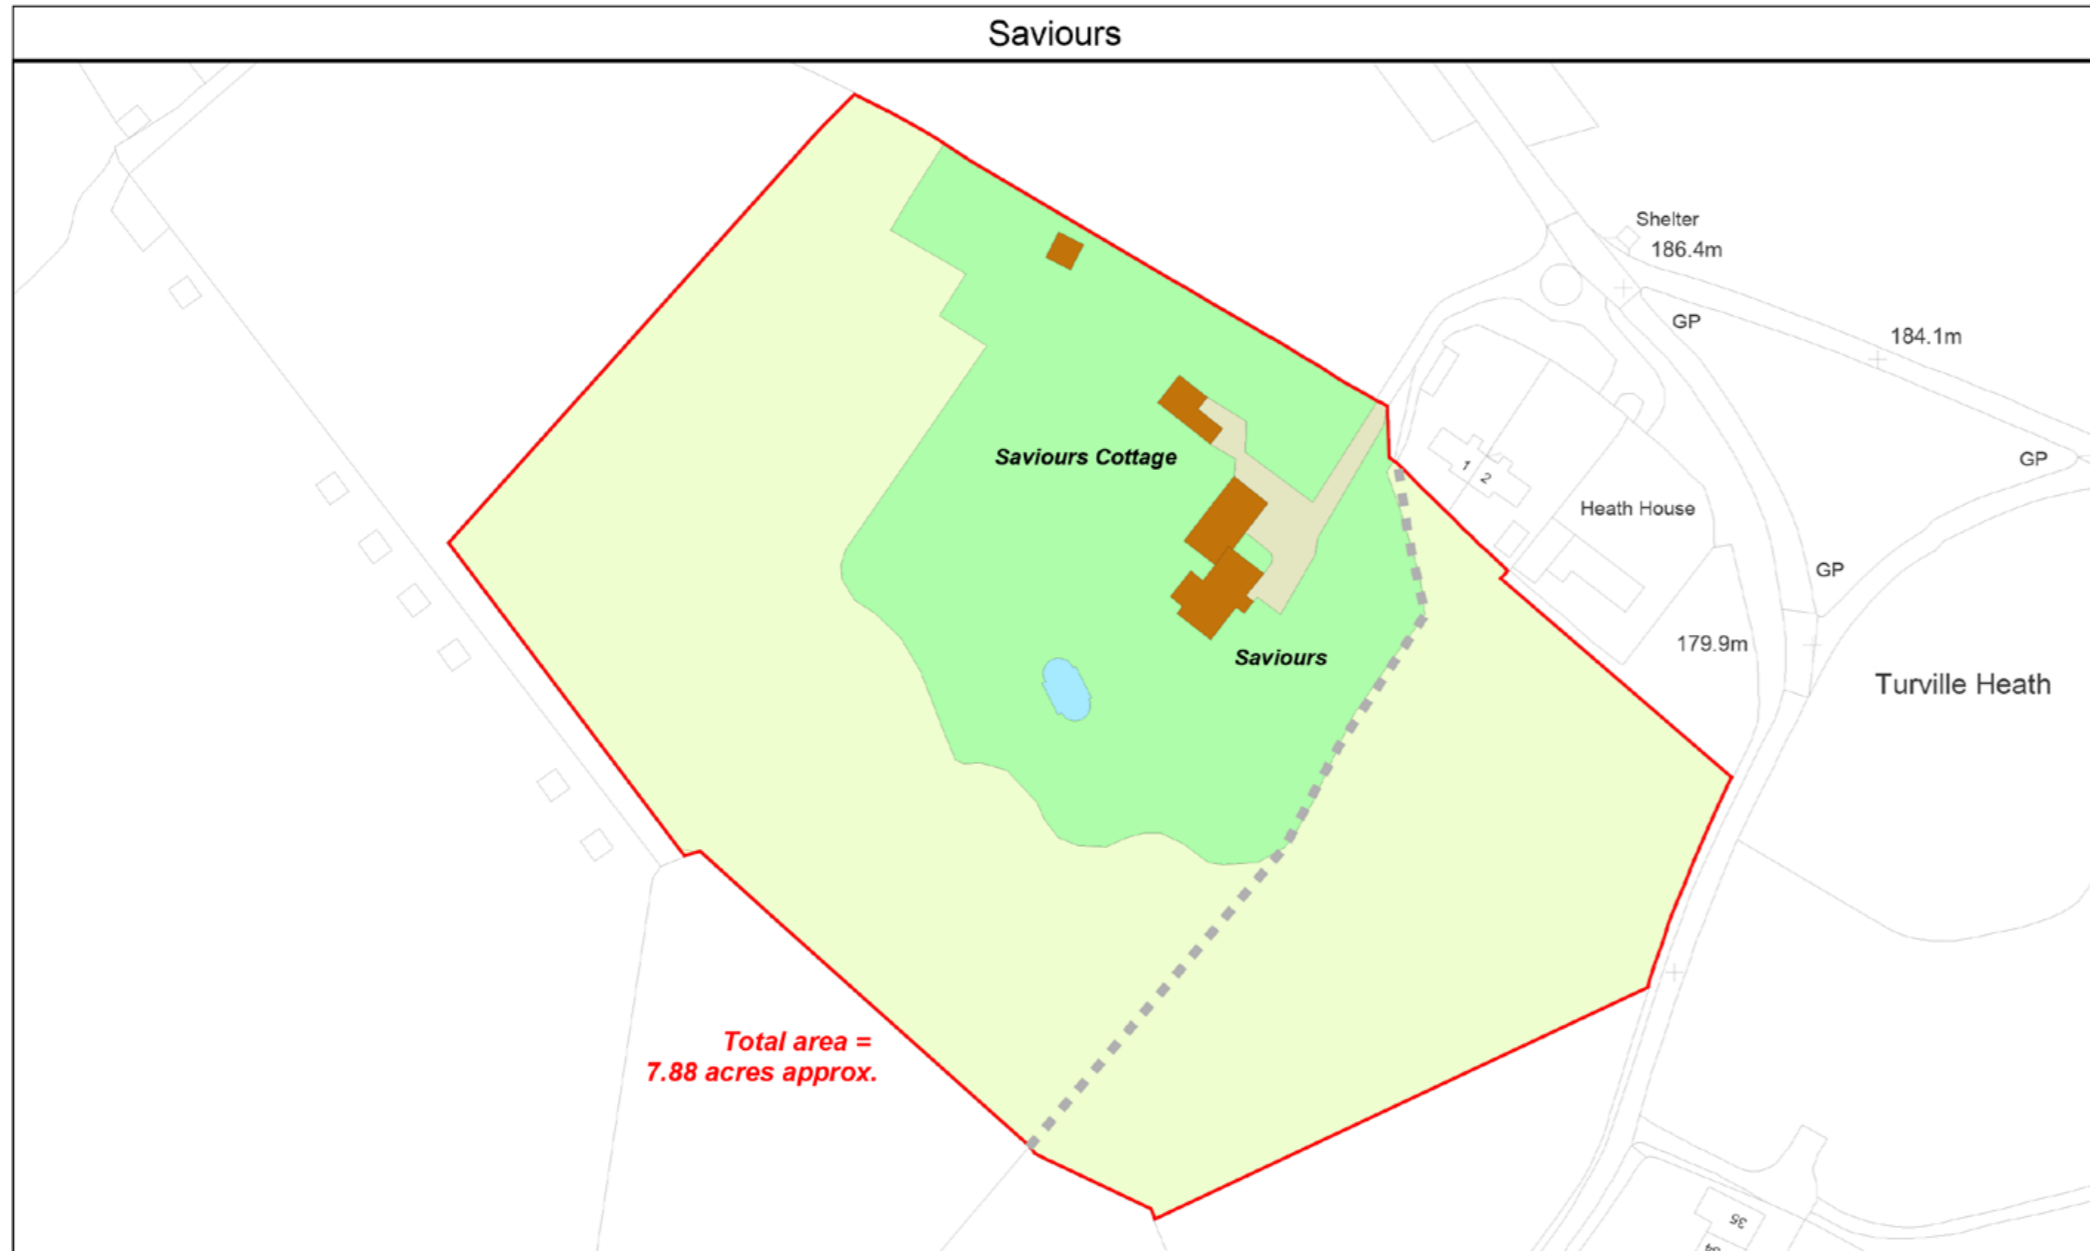 Saviours
Shelter
186.4m
GP
184.1m
Saviours Cottage
1
2
GP
Heath House
GP
179.9m
Saviours
Turville Heath
Total area =
7.88 acres approx.
35